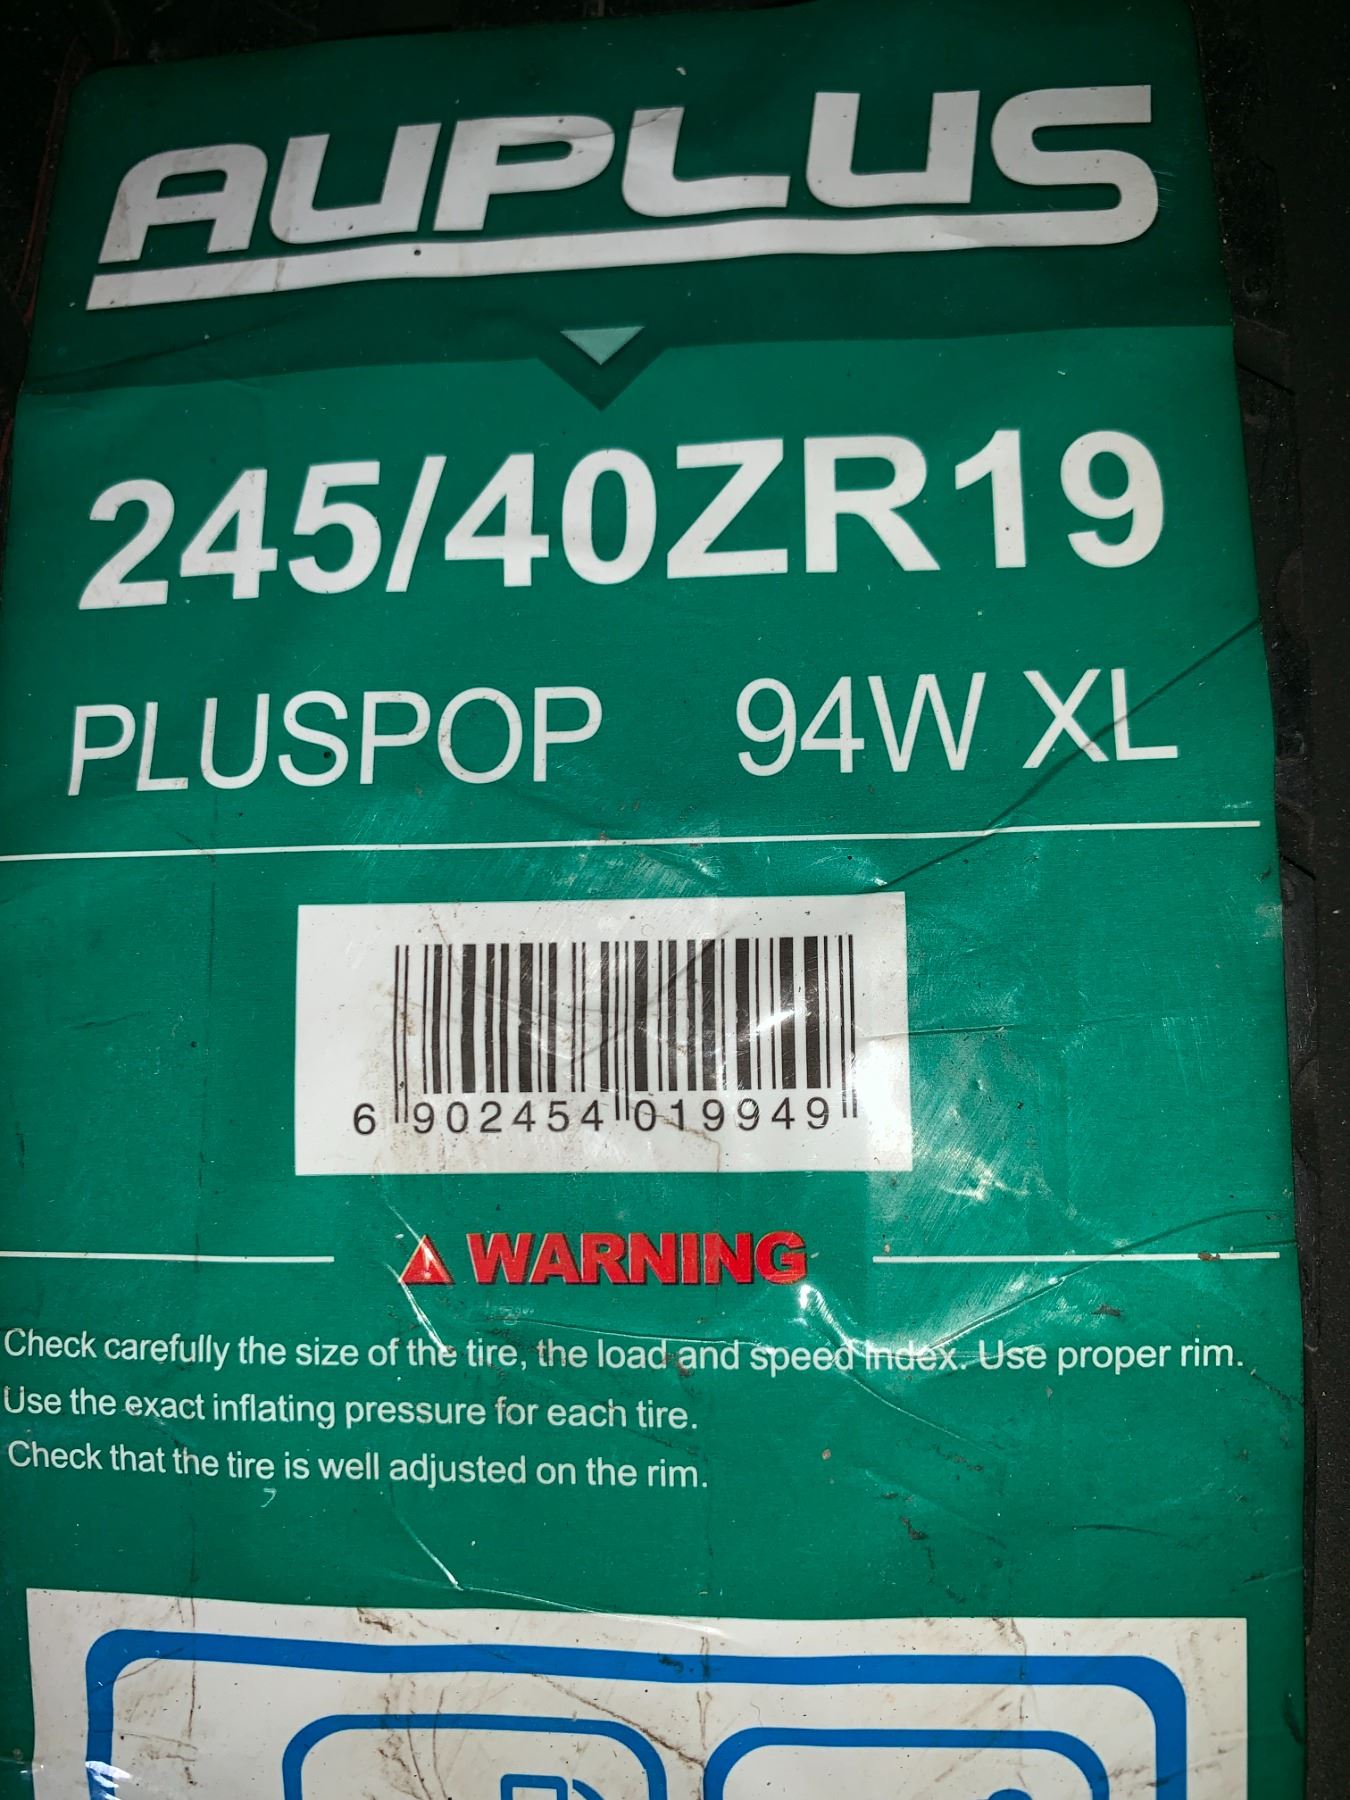 AUPLUS
245/40ZR19
PLUSPOP 94W XL
6 902454 019949
WARNING
Check carefully the size of the tire, the load and speed index. Use proper rim.
Use the exact inflating pressure for each tire.
Check that the tire is well adjusted on the rim.